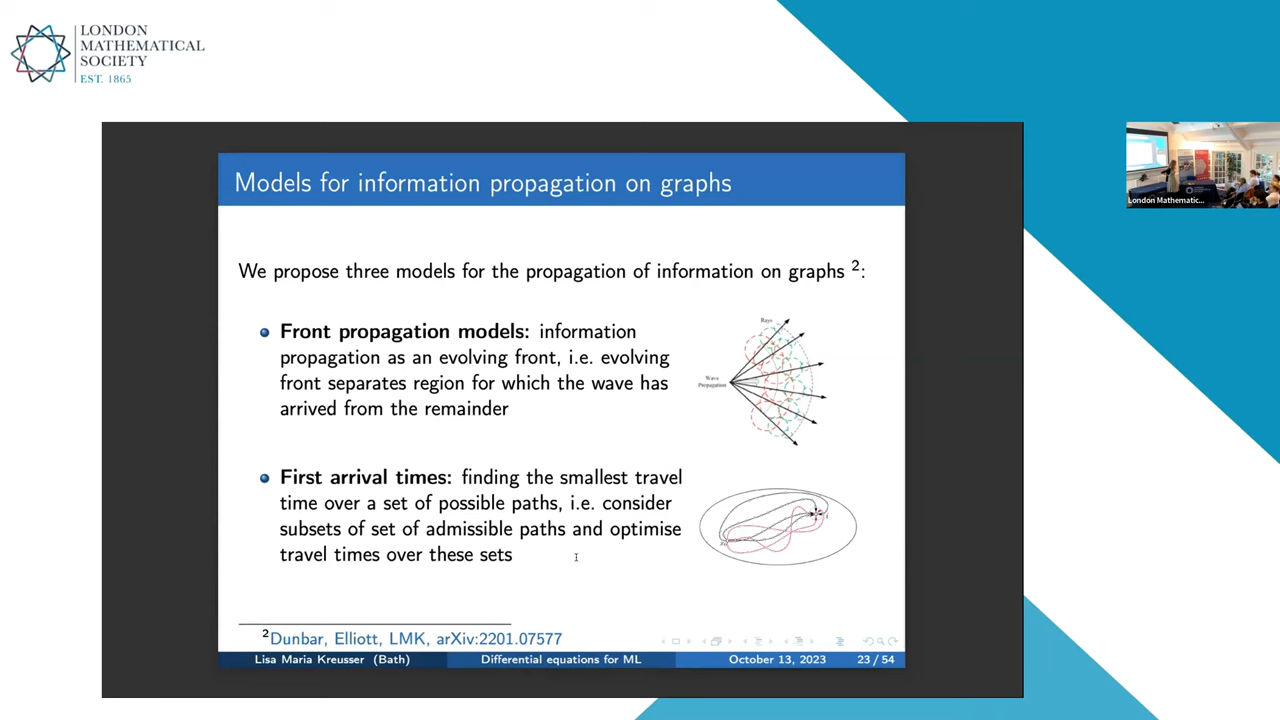 LONDON
MATHEMATICAL
SOCIETY
EST. 1865
London Mathematic...
Models for information propagation on graphs
We propose three models for the propagation of information on graphs 2:
Front propagation models: information
propagation as an evolving front, i.e. evolving
front separates region for which the wave has
arrived from the remainder
Rays
Wave
Propagation
First arrival times: finding the smallest travel
time over a set of possible paths, i.e. consider
subsets of set of admissible paths and optimise
travel times over these sets
2Dunbar, Elliott, LMK, arXiv:2201.07577
Lisa Maria Kreusser (Bath) Differential equations for ML October 13, 2023 23 / 54